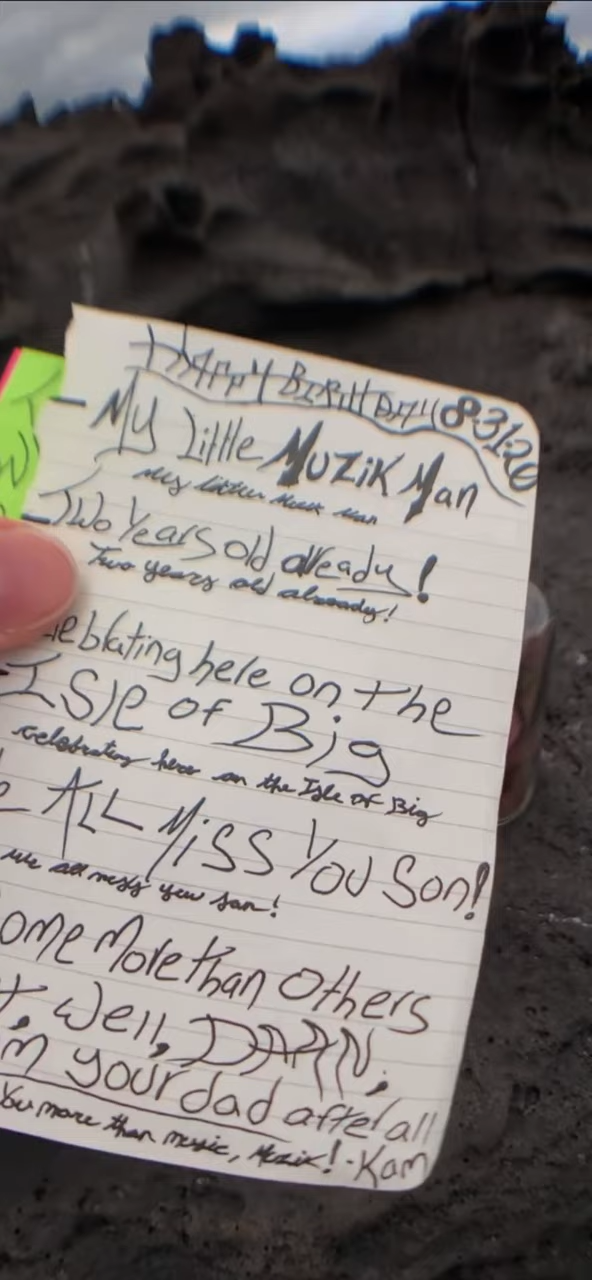 HAPPY BIRTHDAY 8·31·20
- My Little MUZiK Man
My little Muzik Man
- Two Years old already!
Two years old already!
blating here on the
Isle of Big
celebrating here on the Isle of Big
ALL MiSS YOU Son!
We all miss you son!
ome More than Others
t, Well, DARN,
m your dad after all
You more than music, Muzik! - Kam